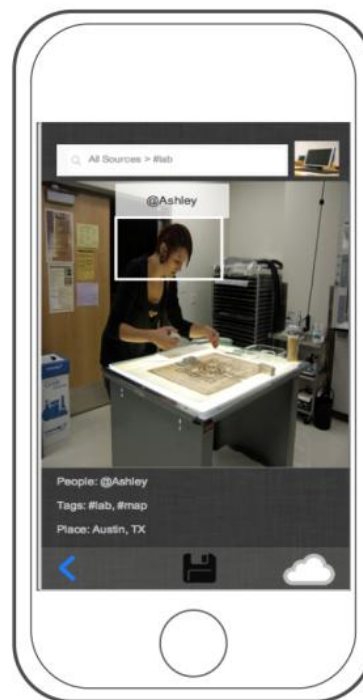 All Sources > #lab
@Ashley
People: @Ashley
Tags: #lab, #map
Place: Austin, TX